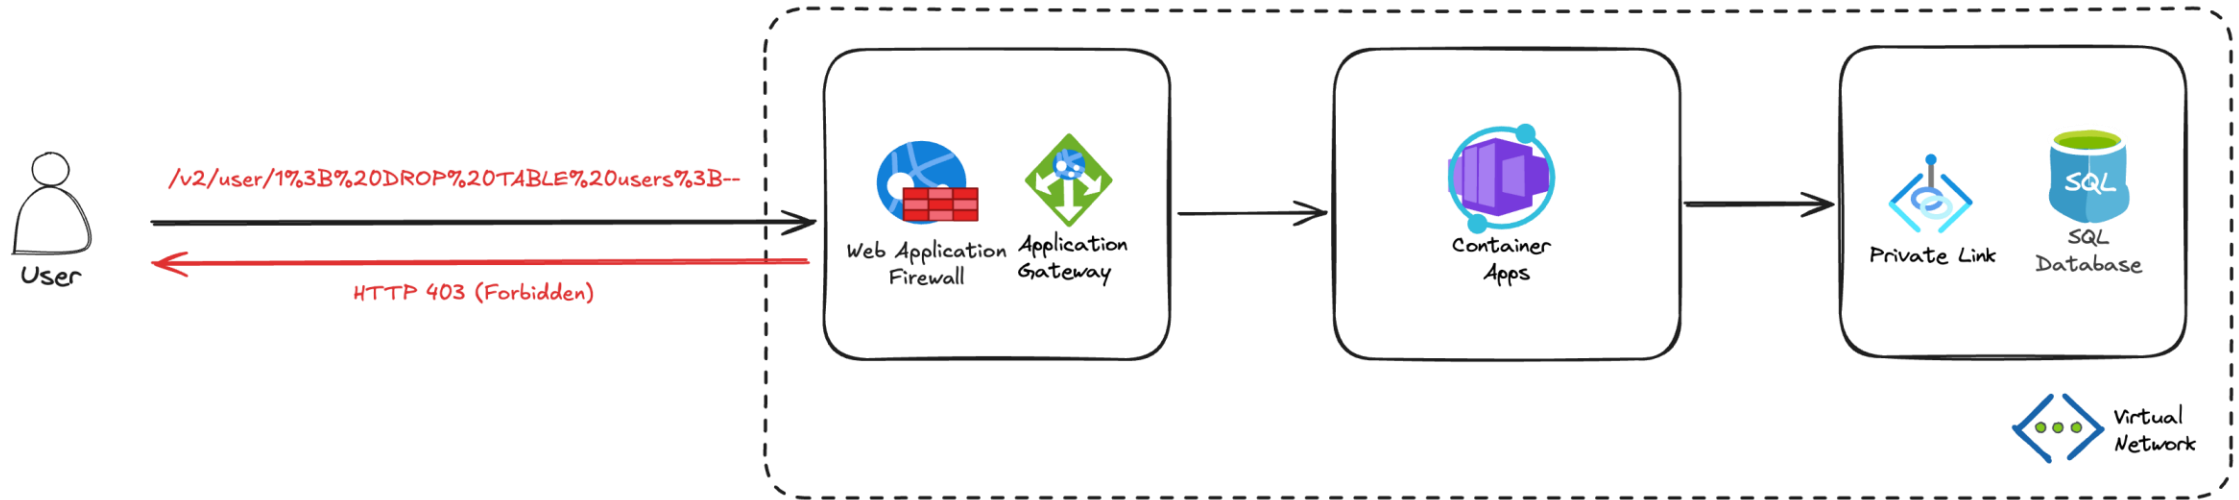 /v2/user/1%3B%20DROP%20TABLE%20users%3B--
User
HTTP 403 (Forbidden)
Web Application
Firewall
Application
Gateway
Container
Apps
Private Link
SQL
SQL
Database
Virtual
Network